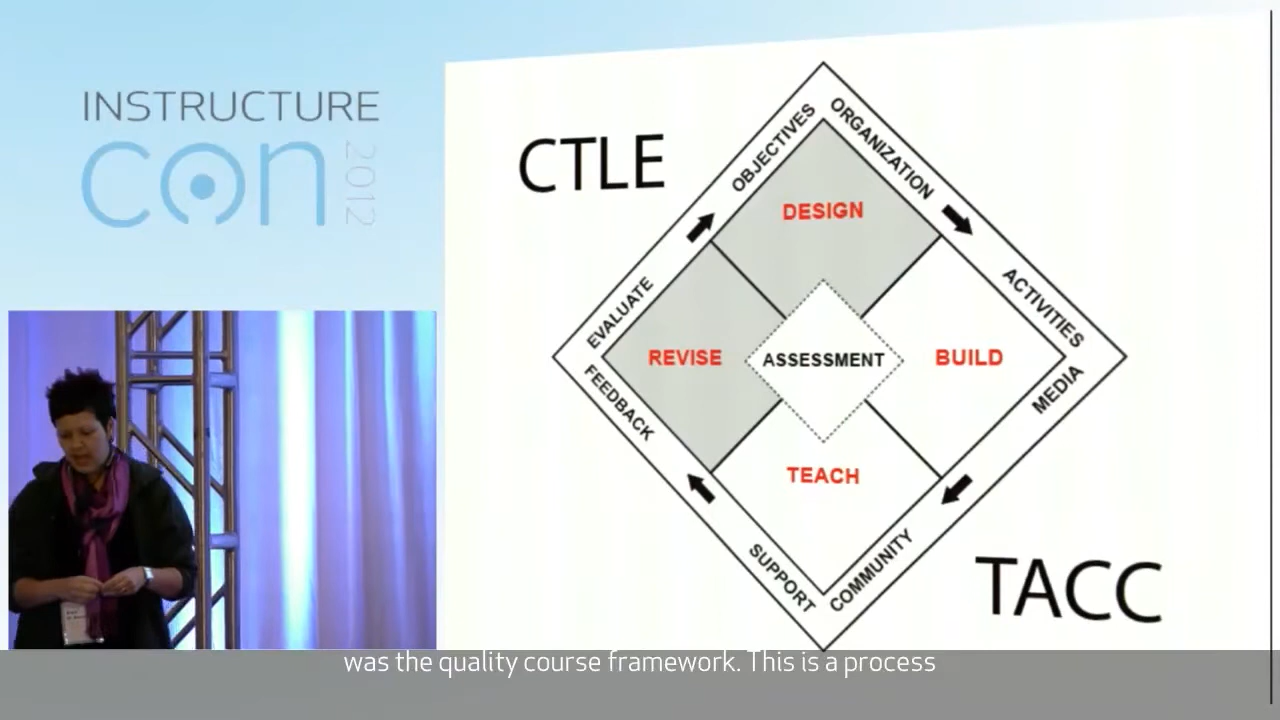 INSTRUCTURE
con
2012
CTLE
OBJECTIVES
ORGANIZATION
DESIGN
EVALUATE
ACTIVITIES
REVISE
ASSESSMENT
BUILD
FEEDBACK
MEDIA
TEACH
SUPPORT
COMMUNITY
TACC
was the quality course framework. This is a process